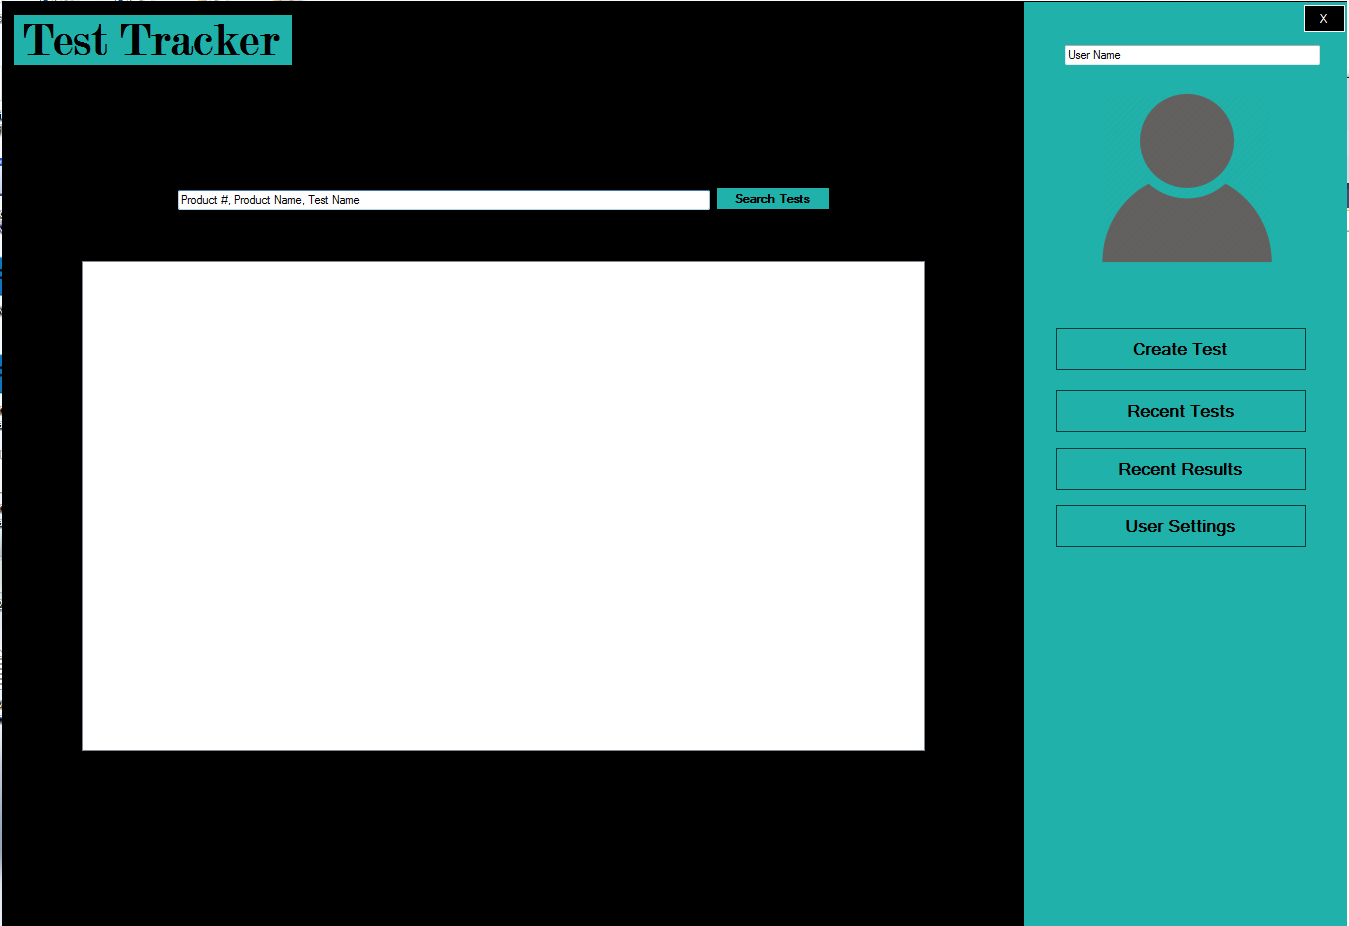 Test Tracker
X
User Name
Product #, Product Name, Test Name
Search Tests
Create Test
Recent Tests
Recent Results
User Settings